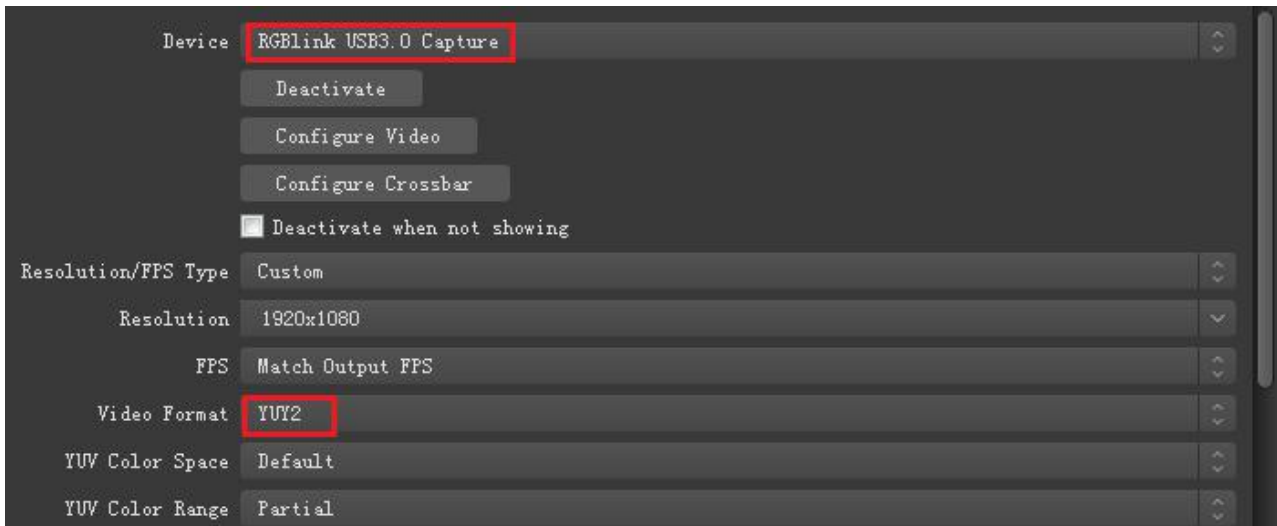 Device RGBlink USB3.0 Capture
Deactivate
Configure Video
Configure Crossbar
Deactivate when not showing
Resolution/FPS Type Custom
Resolution 1920x1080
FPS Match Output FPS
Video Format YUY2
YUV Color Space Default
YUV Color Range Partial